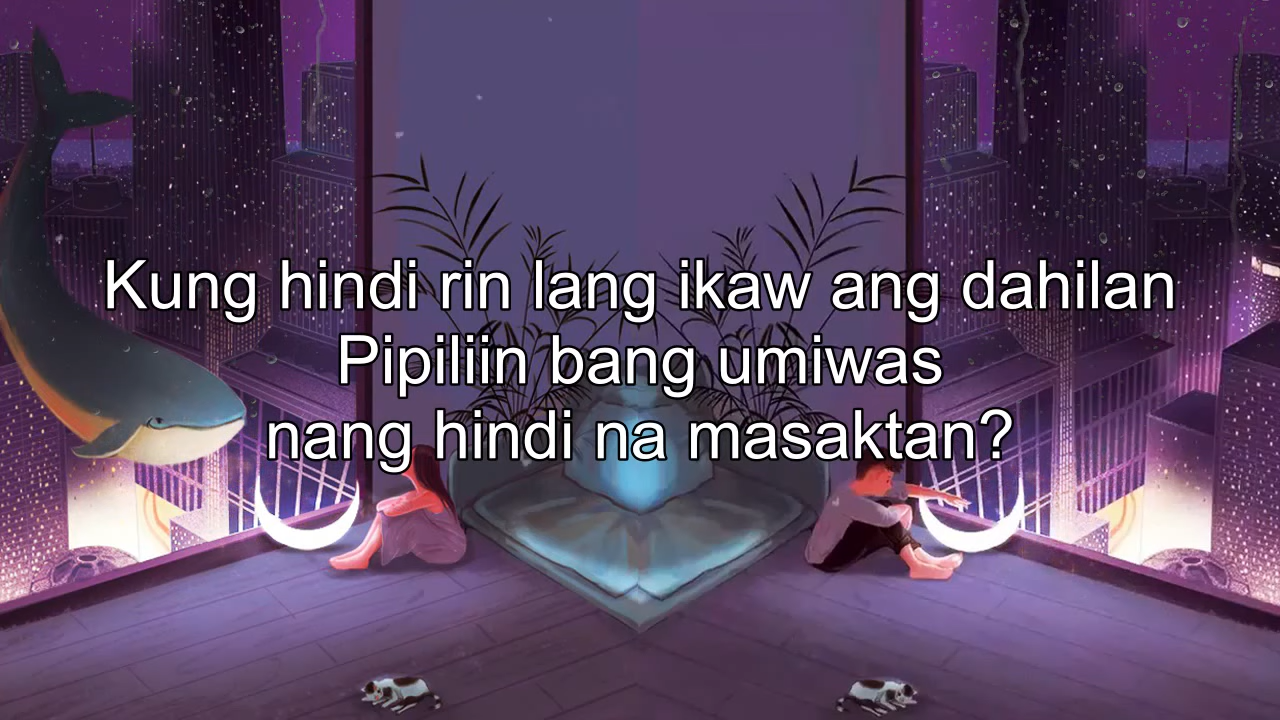 Kung hindi rin lang ikaw ang dahilan
Pipiliin bang umiwas
nang hindi na masaktan?